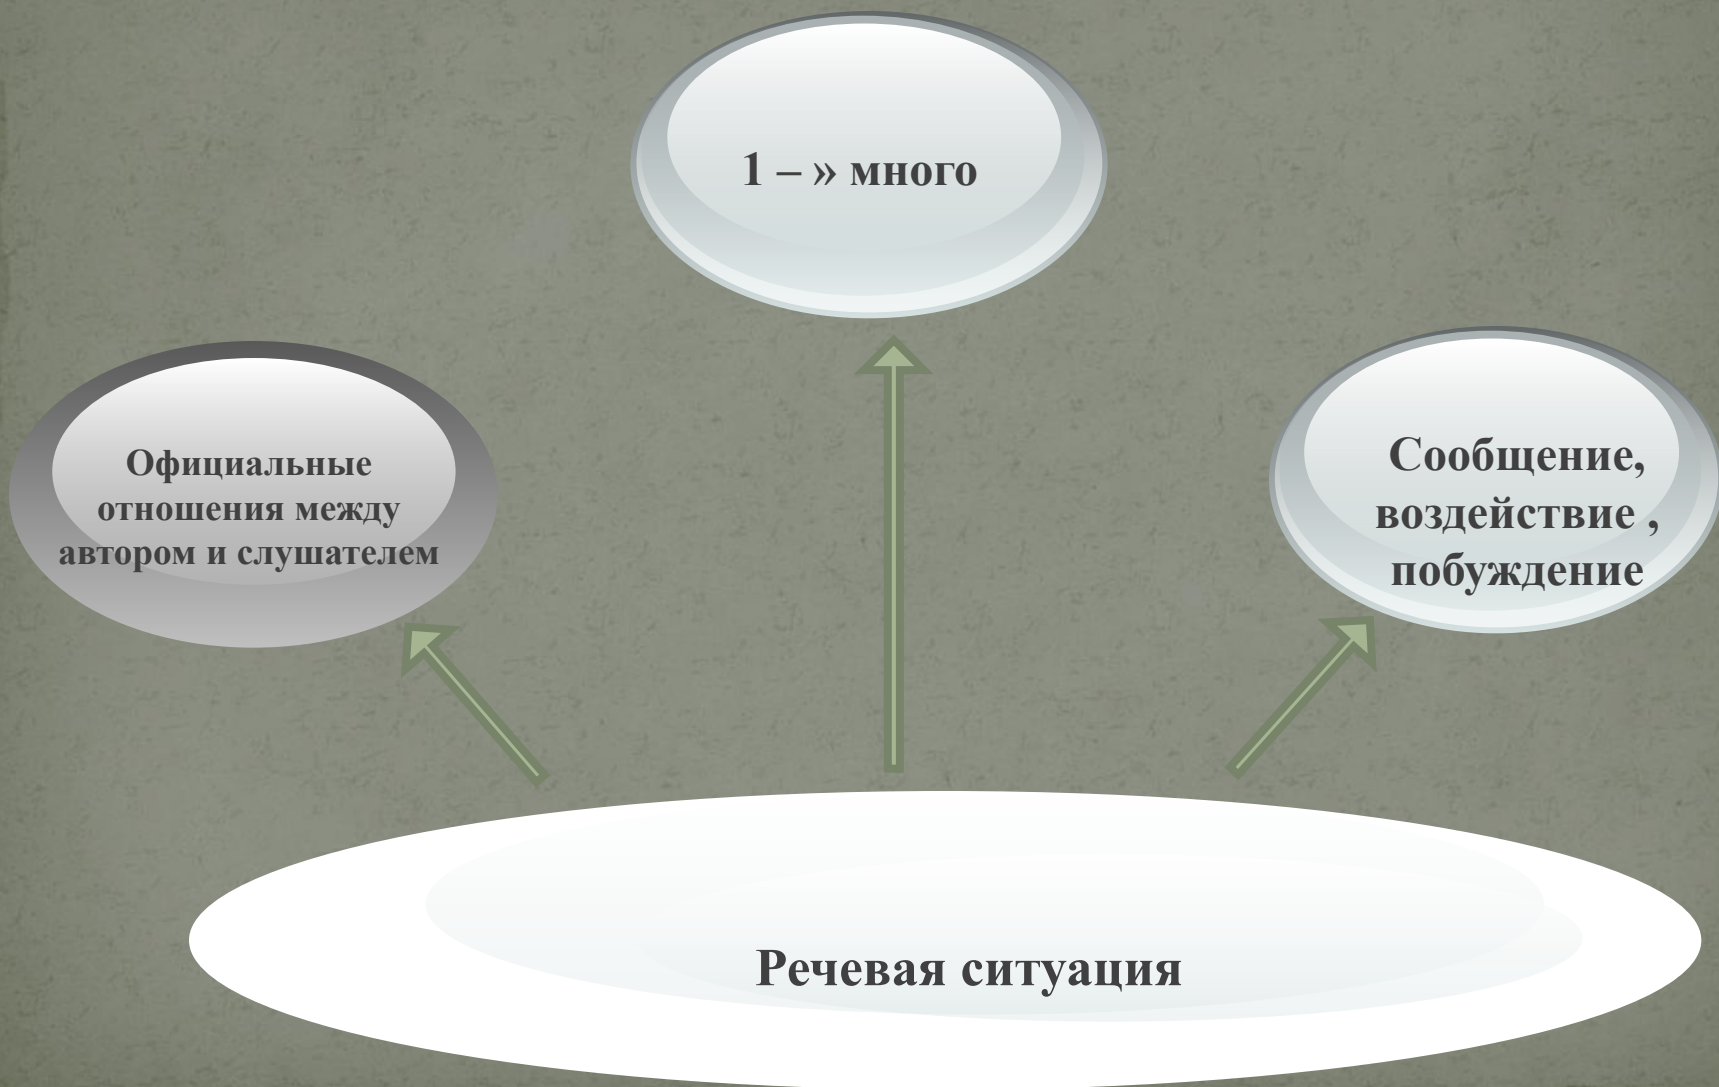 1 – » много
Официальные
отношения между
автором и слушателем
Сообщение,
воздействие ,
побуждение
Речевая ситуация